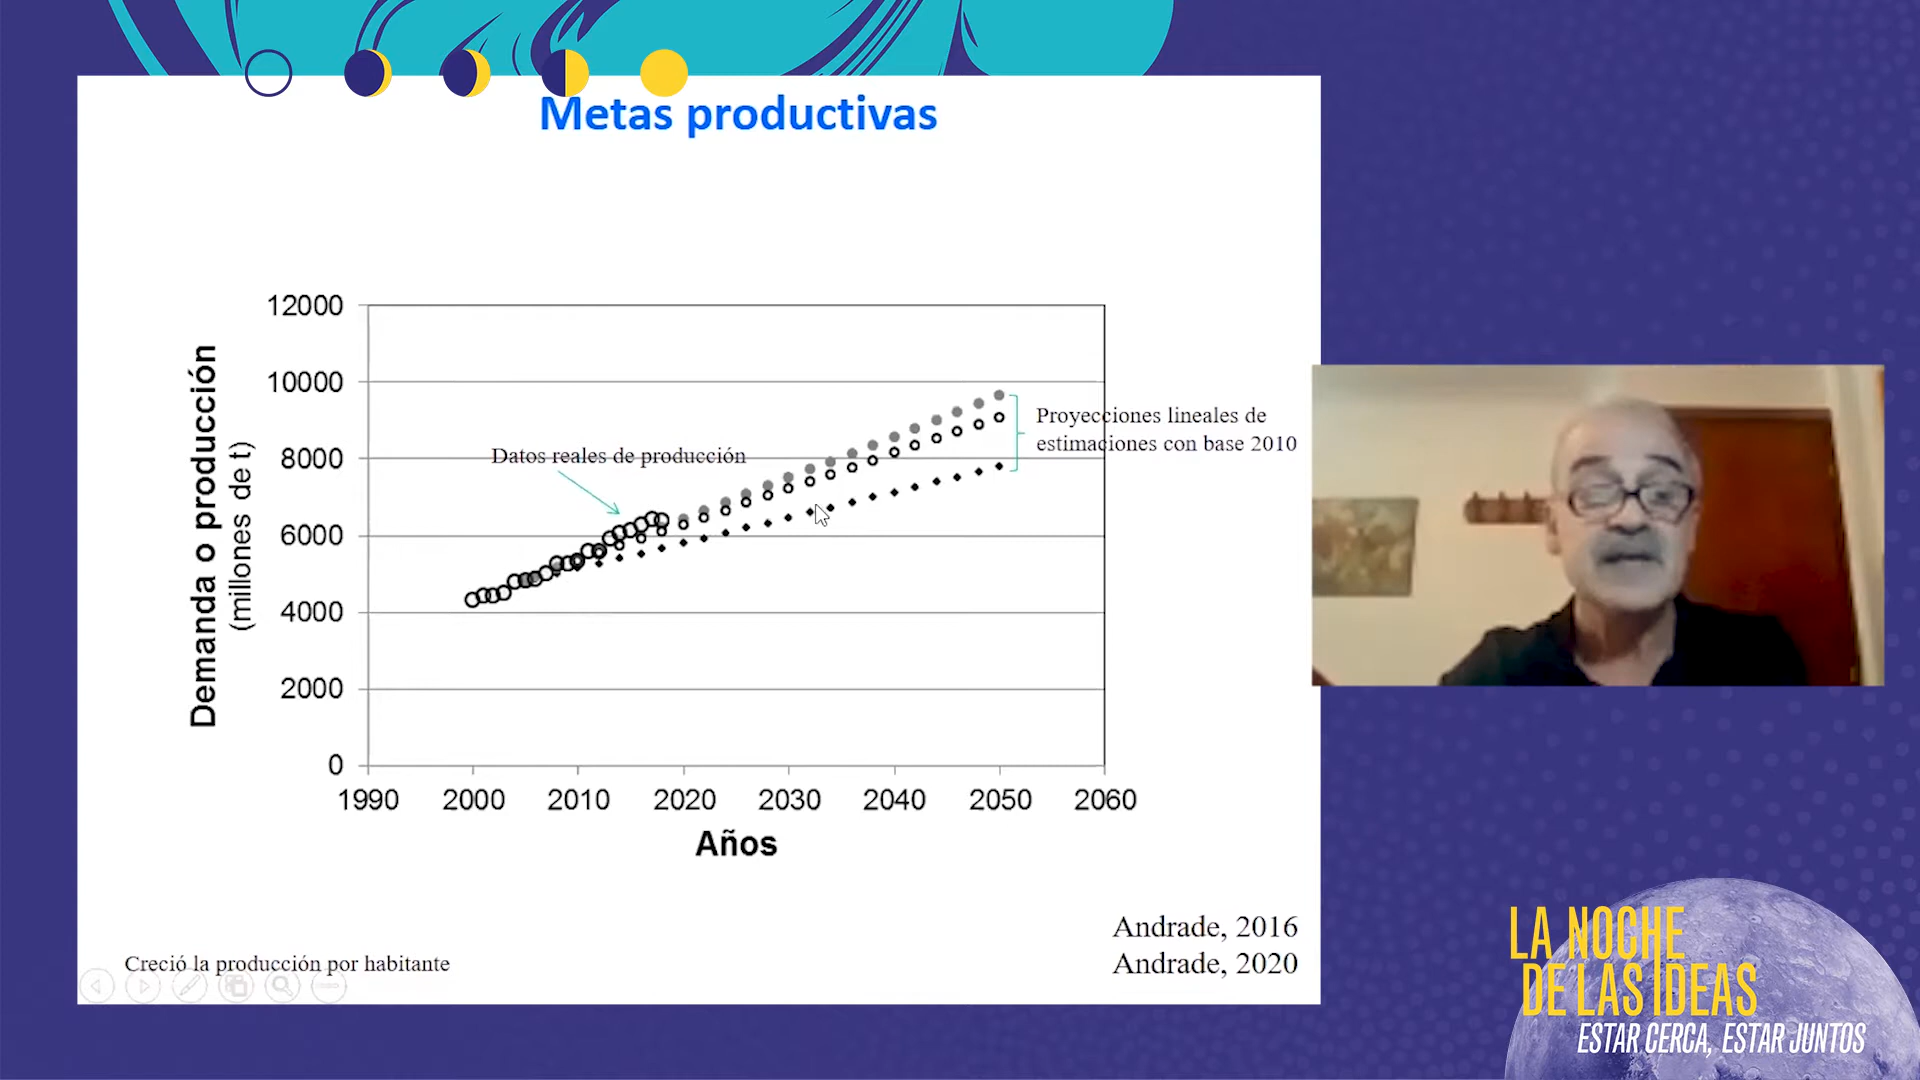 Metas productivas
12000
10000
8000
6000
4000
2000
0
Demanda o producción
(millones de t)
Datos reales de producción
Proyecciones lineales de
estimaciones con base 2010
1990 2000 2010 2020 2030 2040 2050 2060
Años
Andrade, 2016
Andrade, 2020
Creció la producción por habitante
LA NOCHE
DE LAS IDEAS
ESTAR CERCA, ESTAR JUNTOS